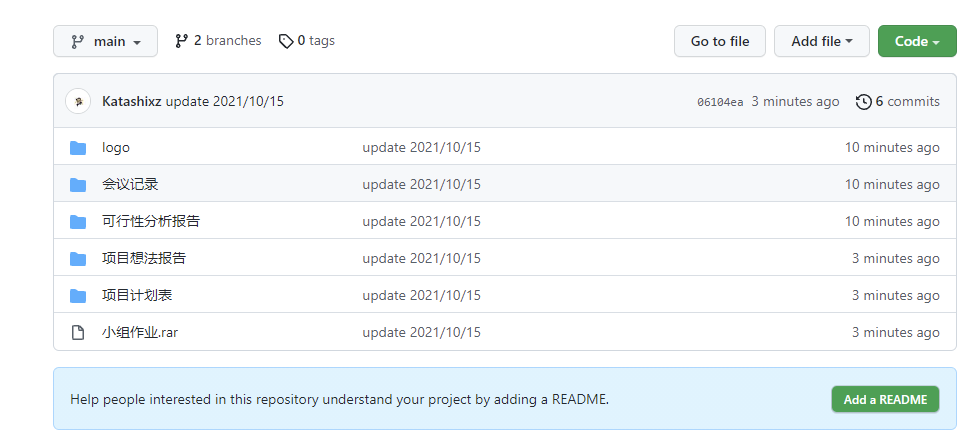 main 2 branches 0 tags Go to file Add file Code
Katashixz update 2021/10/15 06104ea 3 minutes ago 6 commits
logo update 2021/10/15 10 minutes ago
会议记录 update 2021/10/15 10 minutes ago
可行性分析报告 update 2021/10/15 10 minutes ago
项目想法报告 update 2021/10/15 3 minutes ago
项目计划表 update 2021/10/15 3 minutes ago
小组作业.rar update 2021/10/15 3 minutes ago
Help people interested in this repository understand your project by adding a README. Add a README